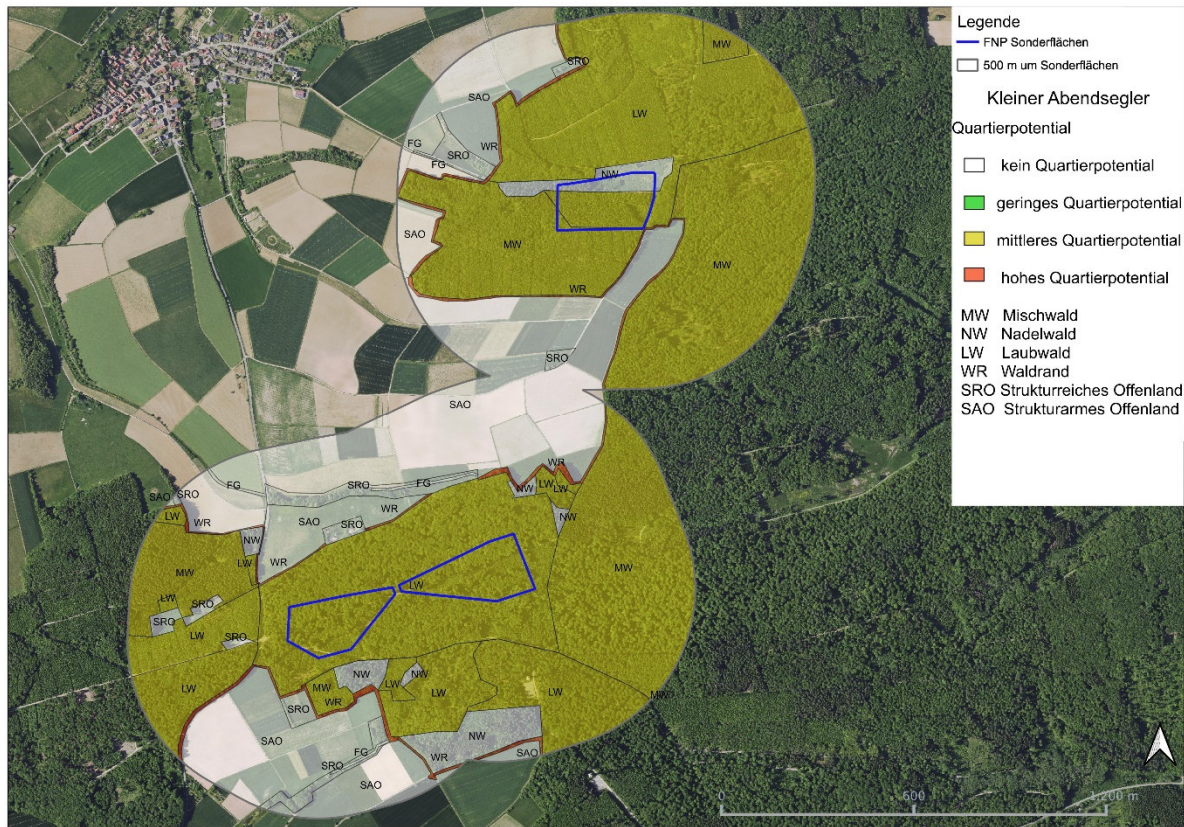 Legende
FNP Sonderflächen
500 m um Sonderflächen
Kleiner Abendsegler
Quartierpotential
kein Quartierpotential
geringes Quartierpotential
mittleres Quartierpotential
hohes Quartierpotential
MW Mischwald
NW Nadelwald
LW Laubwald
WR Waldrand
SRO Strukturreiches Offenland
SAO Strukturarmes Offenland
MW
SRO
SAO
LW
FG
WR
SRO
FG
NW
SAO
MW
MW
WR
SRO
SAO
WR
NW
LW
LW
SRO
FG
FG
SRO
SAO
LW
WR
WR
SAO
SRO
NW
NW
LW
WR
MW
MW
LW
LW
SRO
SRO
LW
SRO
LW
NW
NW
MW
LW
LW
LW
MW
WR
SRO
SAO
FG
NW
WR
SAO
SRO
SAO
0 600 1.200 m